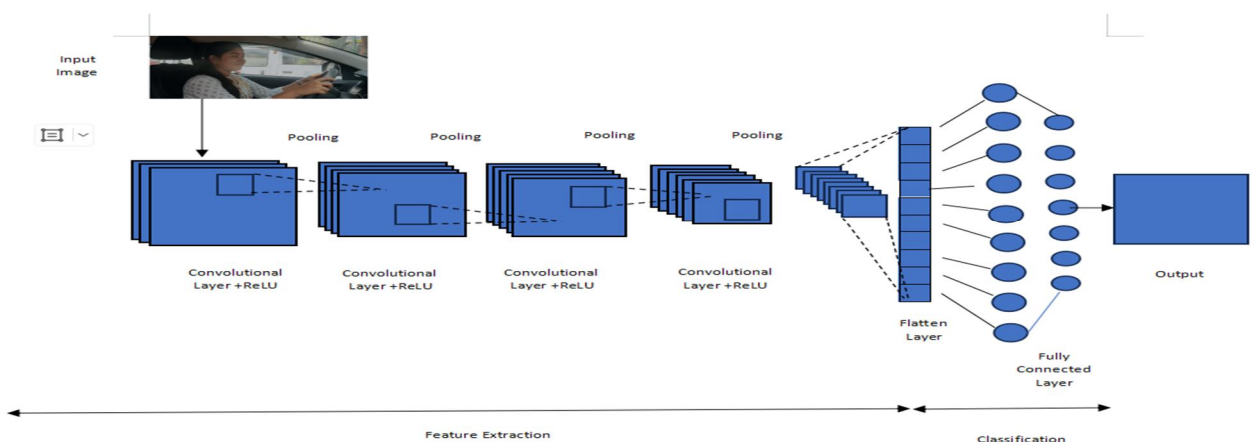 Input
Image
Pooling
Pooling
Pooling
Pooling
Convolutional
Layer +ReLU
Convolutional
Layer +ReLU
Convolutional
Layer +ReLU
Convolutional
Layer +ReLU
Flatten
Layer
Fully
Connected
Layer
Output
Feature Extraction
Classification